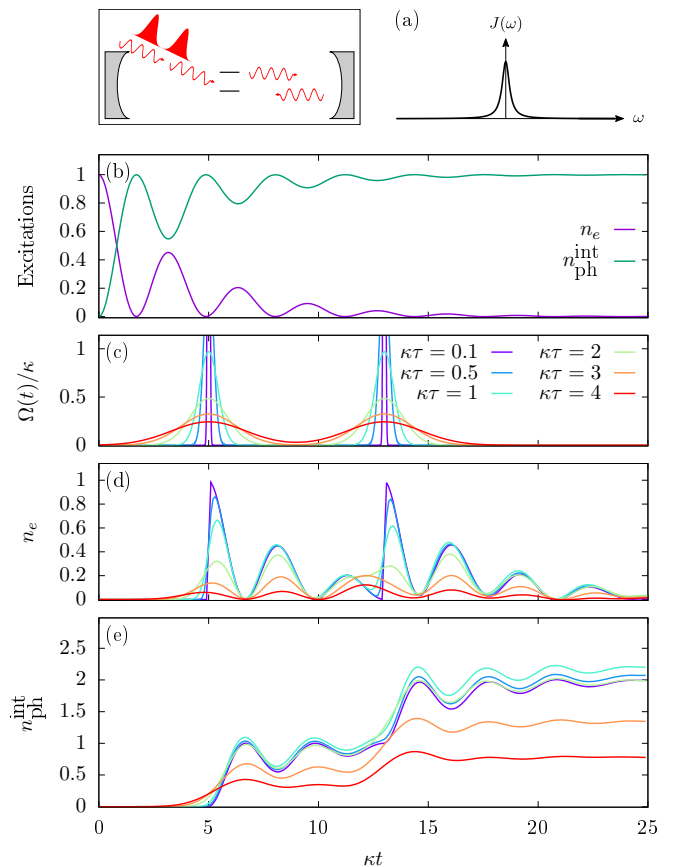 (a)
J(ω)
ω
(b)
Excitations
1
0.8
0.6
0.4
0.2
0
n_e
n_ph^int
(c)
Ω(t)/κ
1
0.5
0
κτ = 0.1
κτ = 2
κτ = 0.5
κτ = 3
κτ = 1
κτ = 4
(d)
n_e
1
0.8
0.6
0.4
0.2
0
(e)
n_ph^int
2.5
2
1.5
1
0.5
0
0 5 10 15 20 25
κt